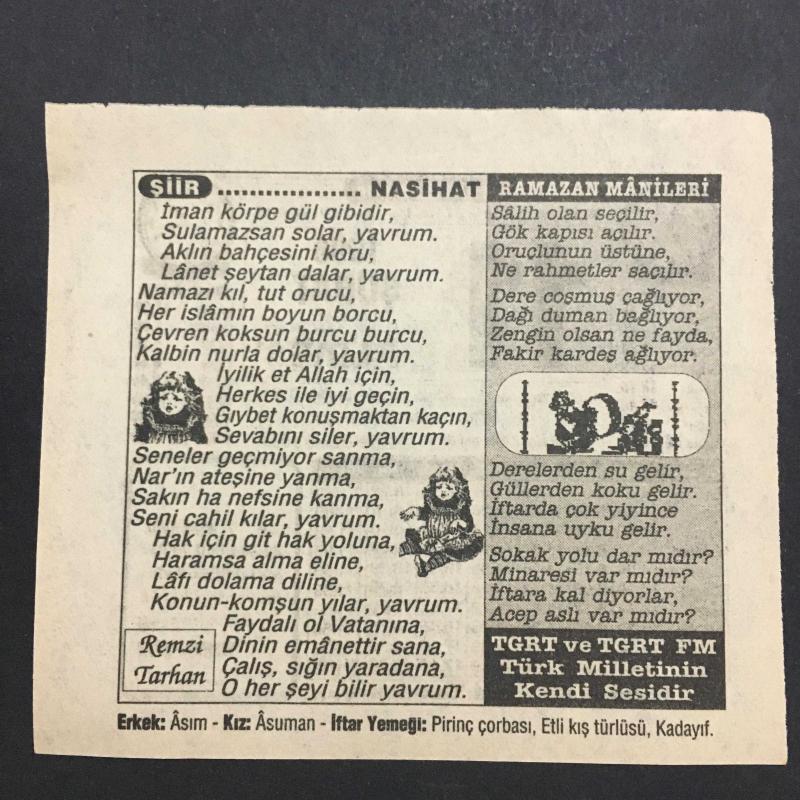 ŞİİR .................. NASİHAT
İman körpe gül gibidir,
Sulamazsan solar, yavrum.
Aklın bahçesini koru,
Lânet şeytan dalar, yavrum.
Namazı kıl, tut orucu,
Her islâmın boyun borcu,
Çevren koksun burcu burcu,
Kalbin nurla dolar, yavrum.
İyilik et Allah için,
Herkes ile iyi geçin,
Gıybet konuşmaktan kaçın,
Sevabını siler, yavrum.
Seneler geçmiyor sanma,
Nar'ın ateşine yanma,
Sakın ha nefsine kanma,
Seni cahil kılar, yavrum.
Hak için git hak yoluna,
Haramsa alma eline,
Lâfı dolama diline,
Konun-komşun yılar, yavrum.
Faydalı ol Vatanına,
Dinin emânettir sana,
Çalış, sığın yaradana,
O her şeyi bilir yavrum.
Remzi
Tarhan
RAMAZAN MÂNİLERİ
Sâlih olan seçilir,
Gök kapısı açılır.
Oruçlunun üstüne,
Ne rahmetler saçılır.
Dere coşmuş çağlıyor,
Dağı duman bağlıyor,
Zengin olsan ne fayda,
Fakir kardeş ağlıyor.
Derelerden su gelir,
Güllerden koku gelir.
İftarda çok yiyince
İnsana uyku gelir.
Sokak yolu dar mıdır?
Minaresi var mıdır?
İftara kal diyorlar,
Acep aslı var mıdır?
TGRT ve TGRT FM
Türk Milletinin
Kendi Sesidir
Erkek: Âsım - Kız: Âsuman - İftar Yemeği: Pirinç çorbası, Etli kış türlüsü, Kadayıf.